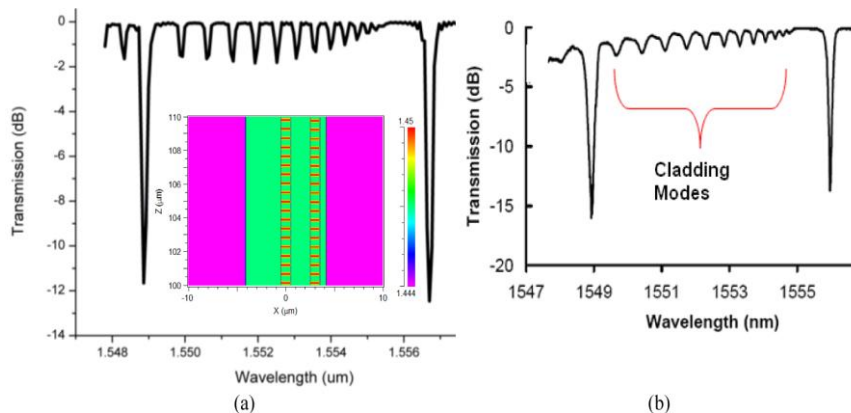 0
-2
-4
-6
-8
-10
-12
-14
Transmission (dB)
1.548 1.550 1.552 1.554 1.556
Wavelength (um)
110
108
106
104
102
100
Z (μm)
-10 0 10
X (μm)
1.45
1.444
(a)
b)
0
-5
-10
-15
-20
Transmission (dB)
Cladding
Modes
1547 1549 1551 1553 1555
Wavelength (nm)
(b)